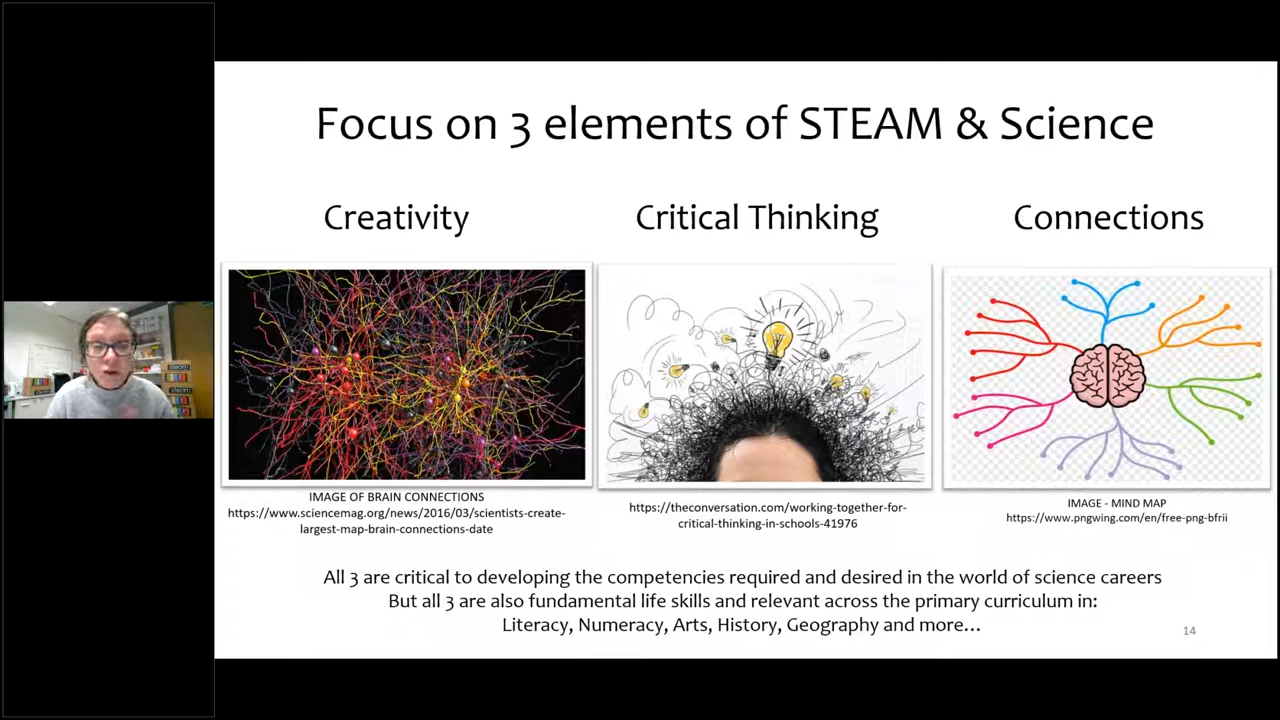 Focus on 3 elements of STEAM & Science
Creativity
Critical Thinking
Connections
IMAGE OF BRAIN CONNECTIONS
https://www.sciencemag.org/news/2016/03/scientists-create-
largest-map-brain-connections-date
https://theconversation.com/working-together-for-
critical-thinking-in-schools-41976
IMAGE - MIND MAP
https://www.pngwing.com/en/free-png-bfrii
All 3 are critical to developing the competencies required and desired in the world of science careers
But all 3 are also fundamental life skills and relevant across the primary curriculum in:
Literacy, Numeracy, Arts, History, Geography and more...
14